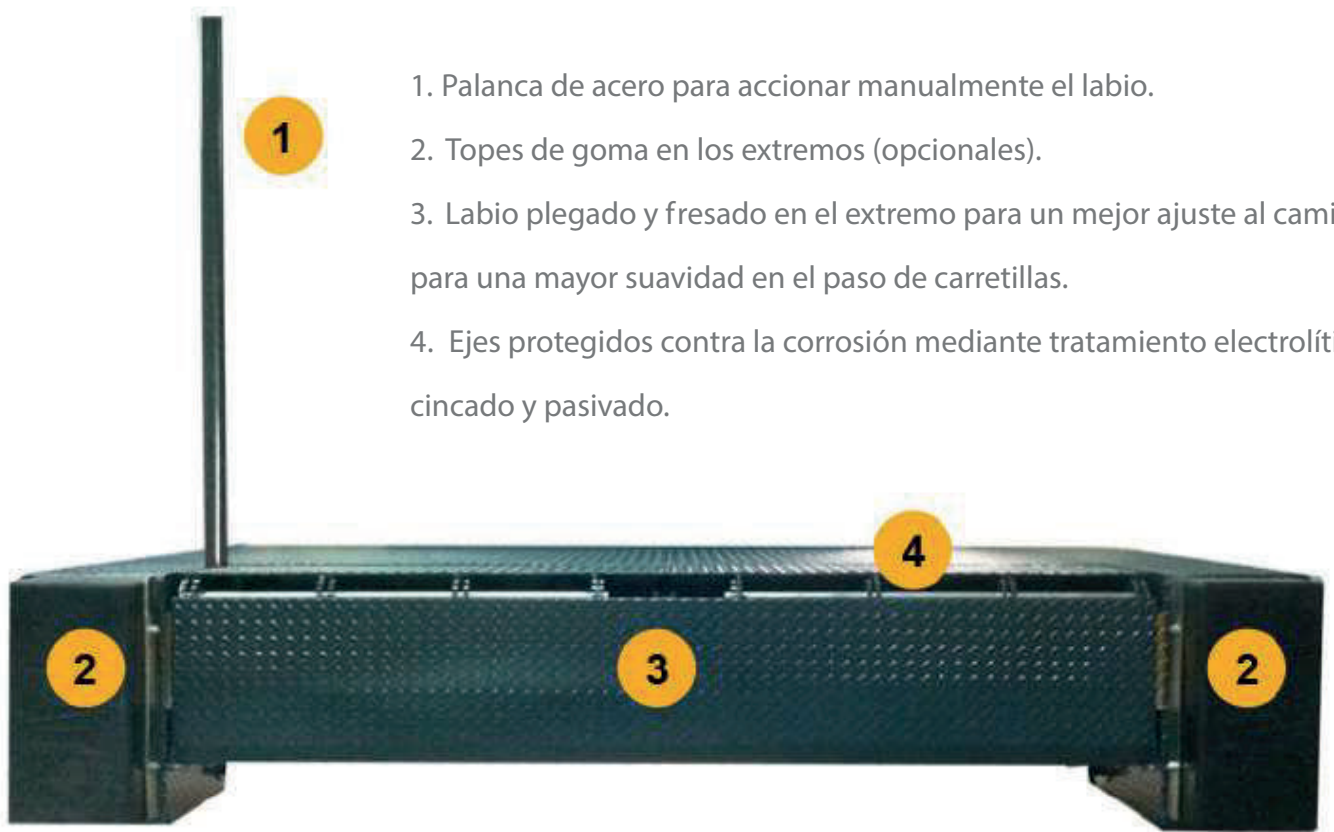 1. Palanca de acero para accionar manualmente el labio.
1
2. Topes de goma en los extremos (opcionales).
3. Labio plegado y fresado en el extremo para un mejor ajuste al
para una mayor suavidad en el paso de carretillas.
4. Ejes protegidos contra la corrosión mediante tratamiento
cincado y pasivado.
4
2
3
2